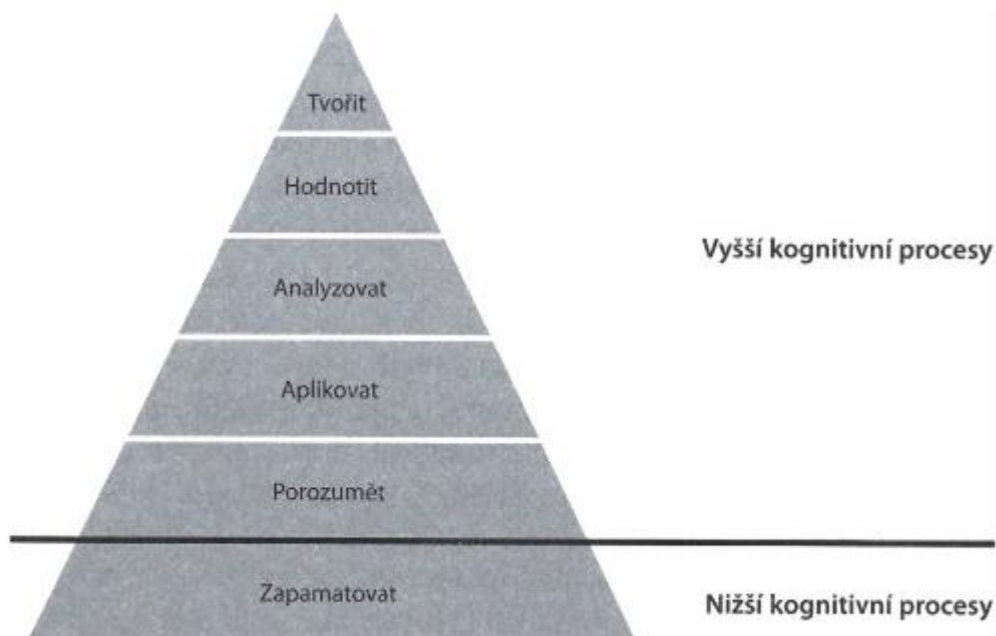 Tvořit
Hodnotit
Vyšší kognitivní procesy
Analyzovat
Aplikovat
Porozumět
Zapamatovat
Nižší kognitivní procesy